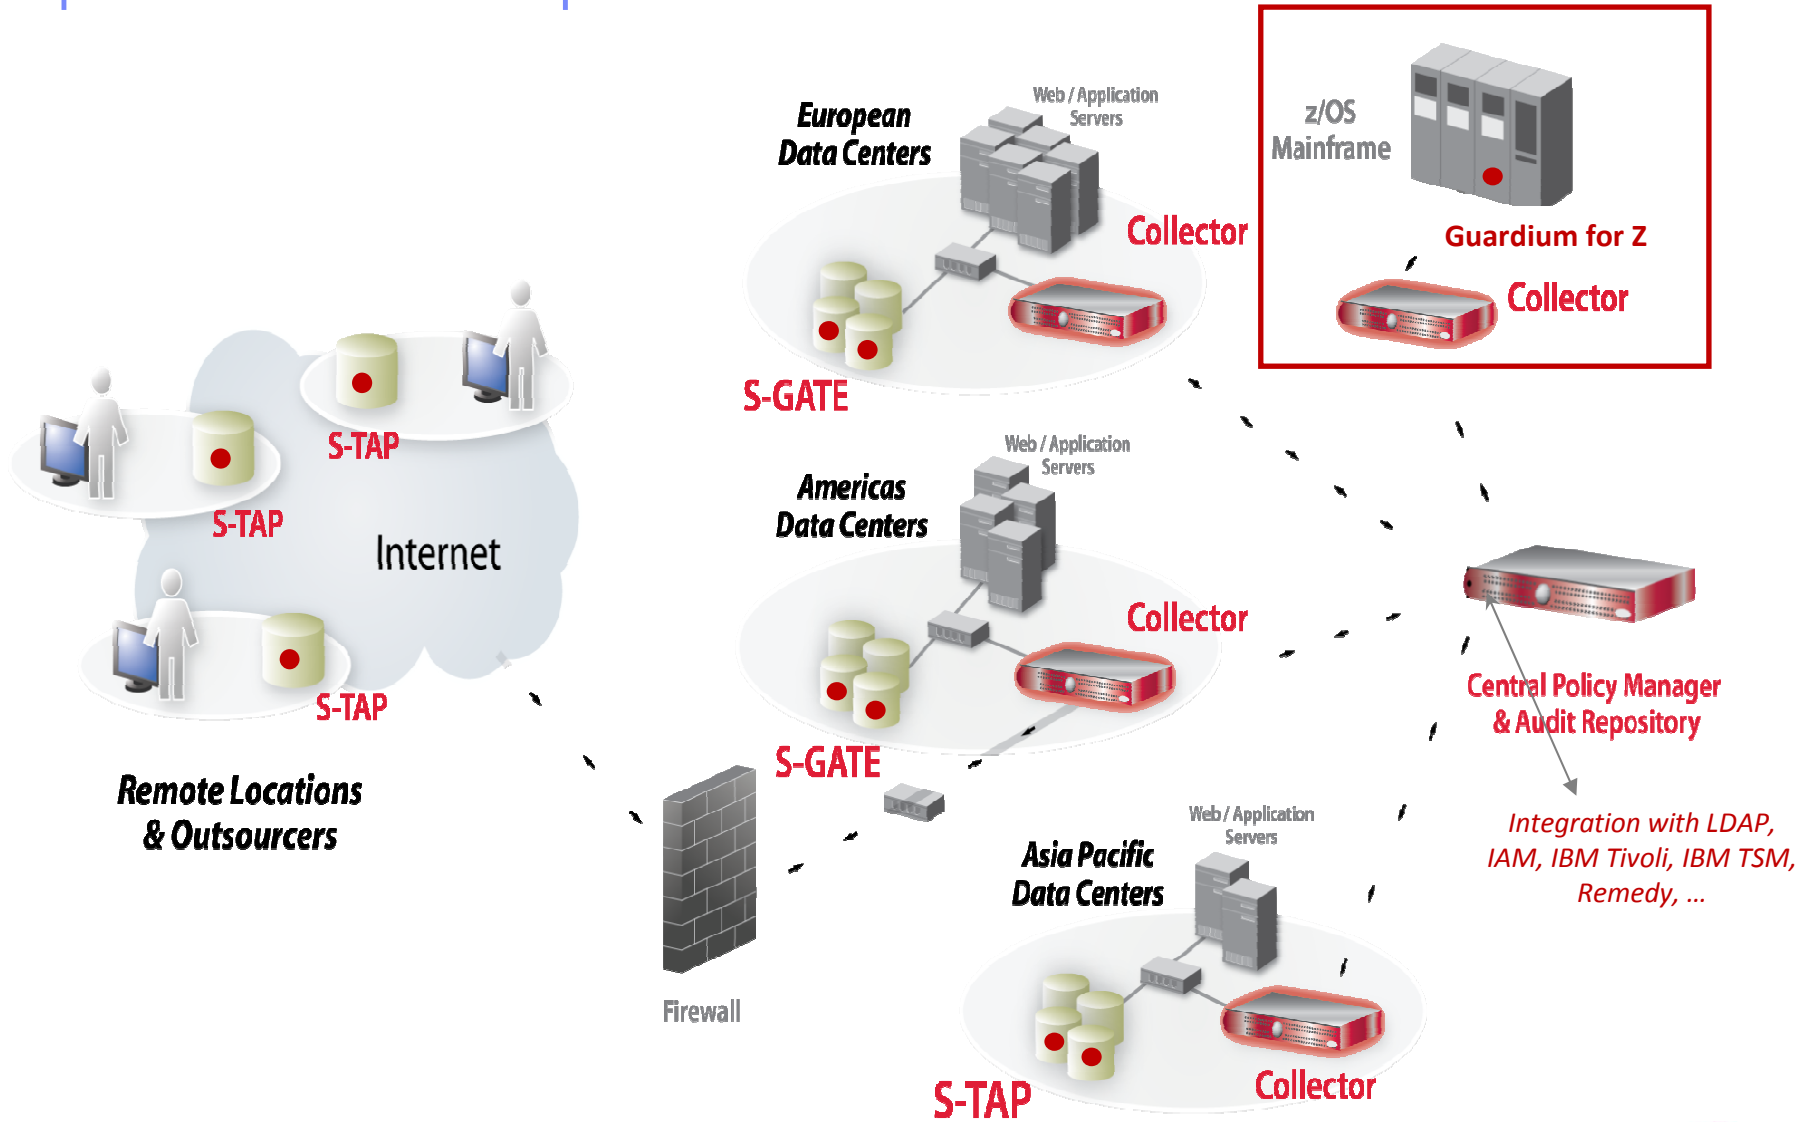 Web / Application
Servers
European
Data Centers
Collector
S-GATE
z/OS
Mainframe
Guardium for Z
Collector
S-TAP
S-TAP
Internet
S-TAP
Remote Locations
& Outsourcers
Web / Application
Servers
Americas
Data Centers
Collector
S-GATE
Firewall
Central Policy Manager
& Audit Repository
Integration with LDAP,
IAM, IBM Tivoli, IBM TSM,
Remedy, ...
Web / Application
Servers
Asia Pacific
Data Centers
S-TAP
Collector